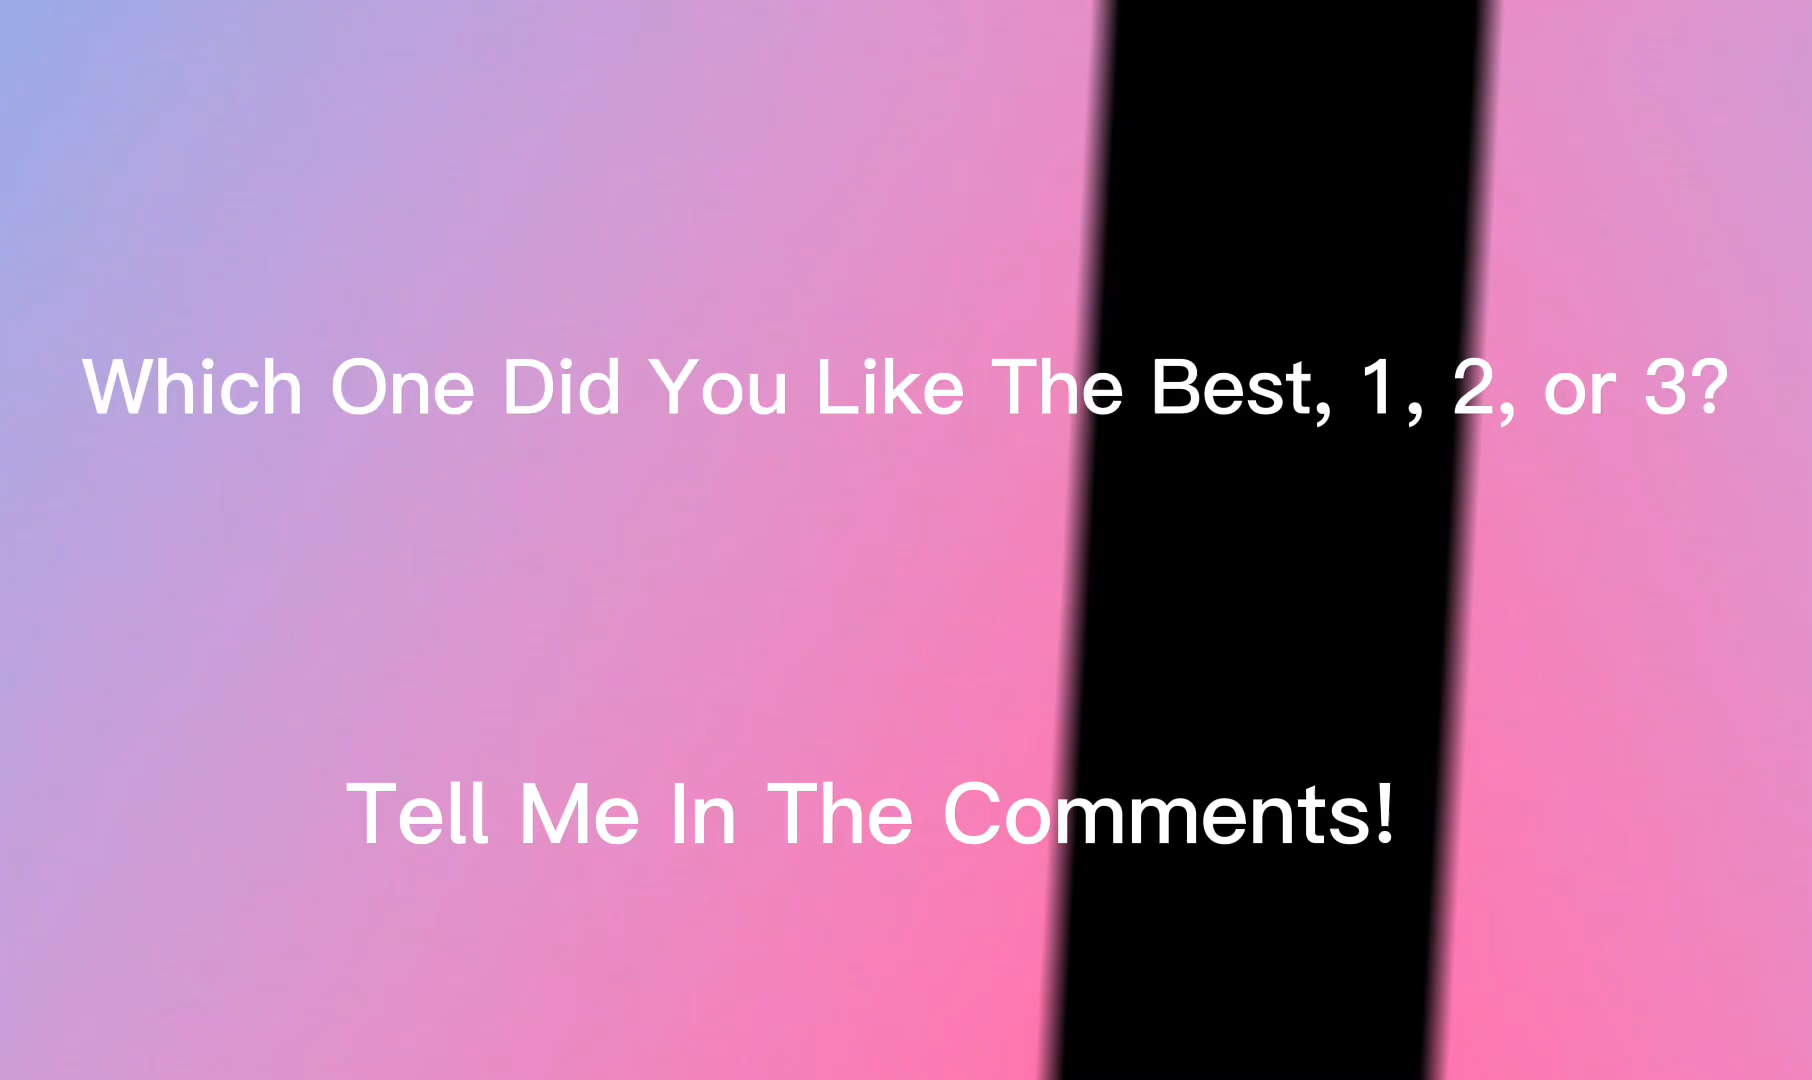 Which One Did You Like The Best, 1, 2, or 3?
Tell Me In The Comments!